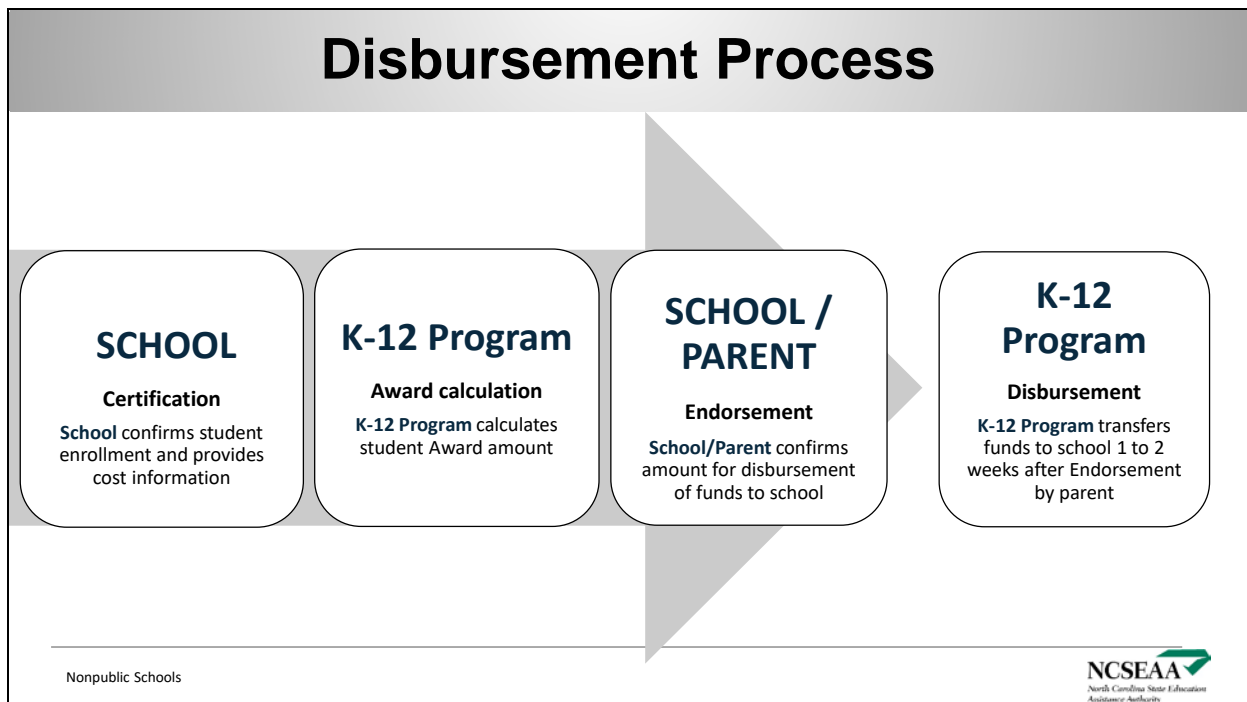 Disbursement Process
SCHOOL
Certification
School confirms student
enrollment and provides
cost information
K-12 Program
Award calculation
K-12 Program calculates
student Award amount
SCHOOL /
PARENT
Endorsement
School/Parent confirms
amount for disbursement
of funds to school
K-12
Program
Disbursement
K-12 Program transfers
funds to school 1 to 2
weeks after Endorsement
by parent
Nonpublic Schools
NCSEAA
North Carolina State Education
Assistance Authority